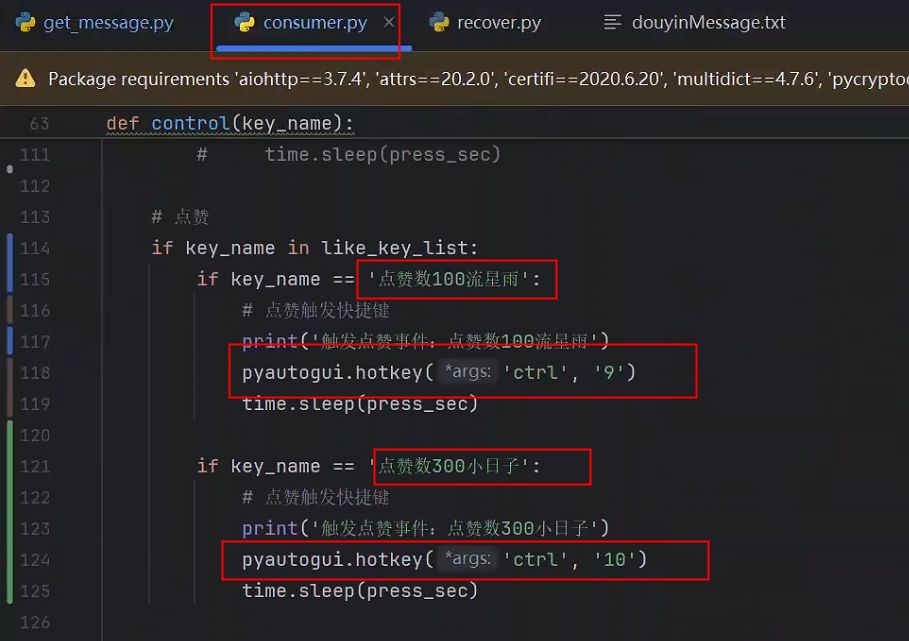 get_message.py consumer.py recover.py douyinMessage.txt
Package requirements 'aiohttp==3.7.4', 'attrs==20.2.0', 'certifi==2020.6.20', 'multidict==4.7.6', 'pycryptod
63 def control(key_name):
111 # time.sleep(press_sec)
112
113 # 点赞
114 if key_name in like_key_list:
115 if key_name == '点赞数100流星雨':
116 # 点赞触发快捷键
117 print('触发点赞事件：点赞数100流星雨')
118 pyautogui.hotkey( *args: 'ctrl', '9')
119 time.sleep(press_sec)
120
121 if key_name == '点赞数300小日子':
122 # 点赞触发快捷键
123 print('触发点赞事件：点赞数300小日子')
124 pyautogui.hotkey( *args: 'ctrl', '10')
125 time.sleep(press_sec)
126